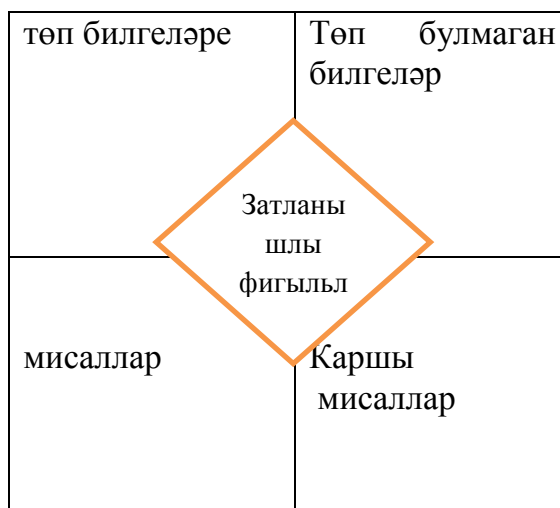 төп билгеләре
Төп булмаган
билгеләр
Затланы
шлы
фигыльл
мисаллар
Каршы
мисаллар